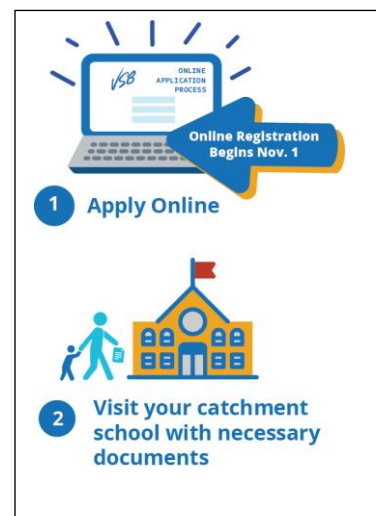 VSB
ONLINE
APPLICATION
PROCESS
Online Registration
Begins Nov. 1
1
Apply Online
2
Visit your catchment
school with necessary
documents